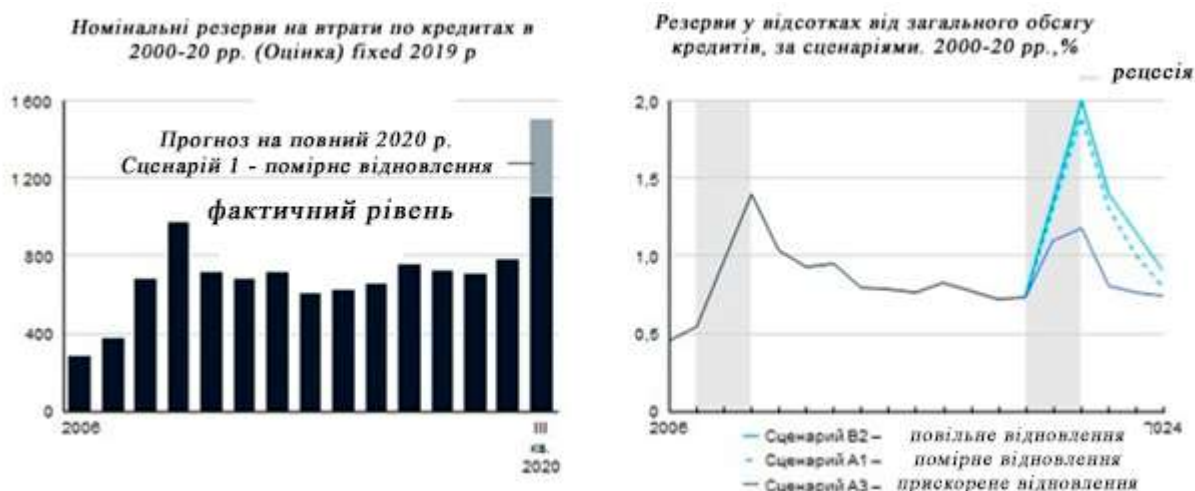 Номінальні резерви на втрати по кредитах в
2000-20 рр. (Оцінка) fixed 2019 р
1 600
Прогноз на повний 2020 р.
Сценарій 1 - помірне відновлення
1 200
фактичний рівень
800
400
0
2006
III
кв.
2020
Резерви у відсотках від загального обсягу
кредитів, за сценаріями. 2000-20 рр.,%
рецесія
2,0
1,5
1,0
0,5
0
2006
2024
Сценарий B2 – повільне відновлення
Сценарий A1 – помірне відновлення
Сценарий A3 – прискорене відновлення